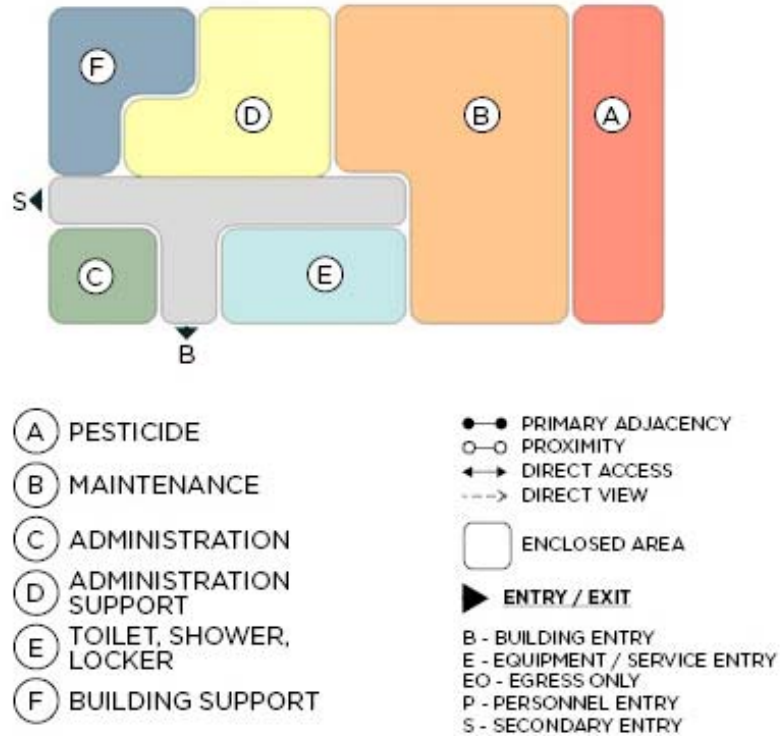 F
D
B
A
S
C
E
B
A PESTICIDE
B MAINTENANCE
C ADMINISTRATION
D ADMINISTRATION
SUPPORT
E TOILET, SHOWER,
LOCKER
F BUILDING SUPPORT
PRIMARY ADJACENCY
PROXIMITY
DIRECT ACCESS
DIRECT VIEW
ENCLOSED AREA
ENTRY / EXIT
B - BUILDING ENTRY
E - EQUIPMENT / SERVICE ENTRY
EO - EGRESS ONLY
P - PERSONNEL ENTRY
S - SECONDARY ENTRY